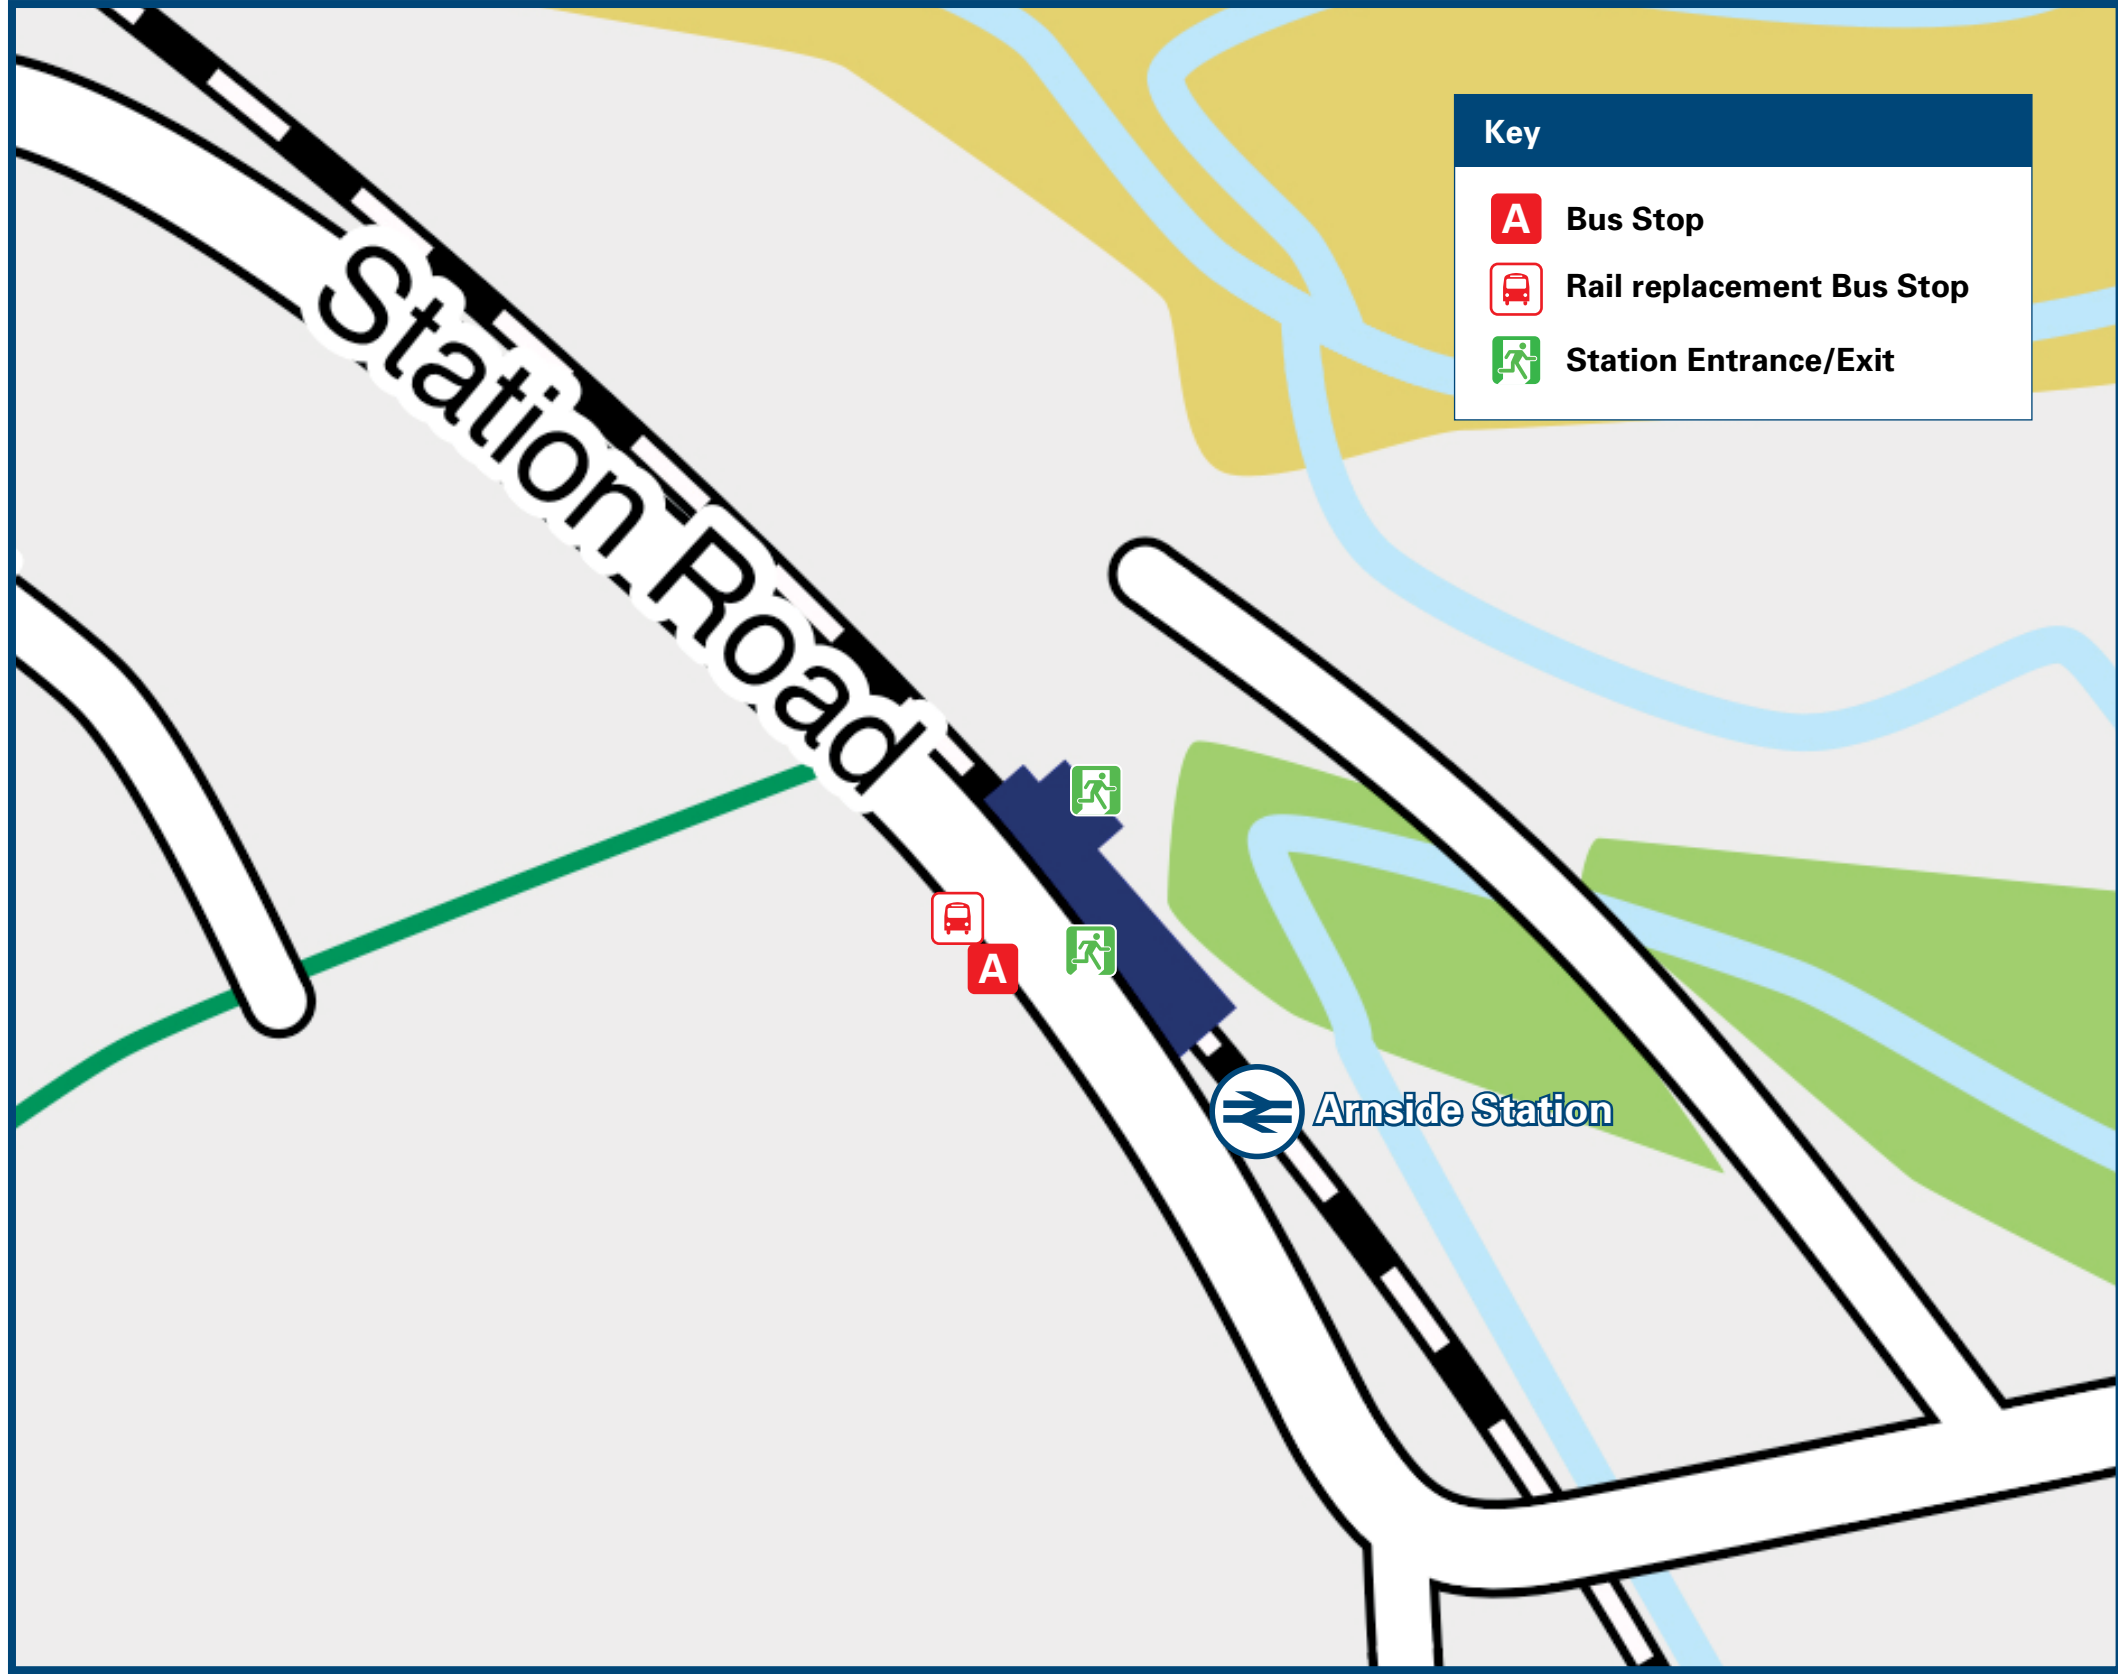 Key
A Bus Stop
Rail replacement Bus Stop
Station Entrance/Exit
Station Road
A
Arnside Station